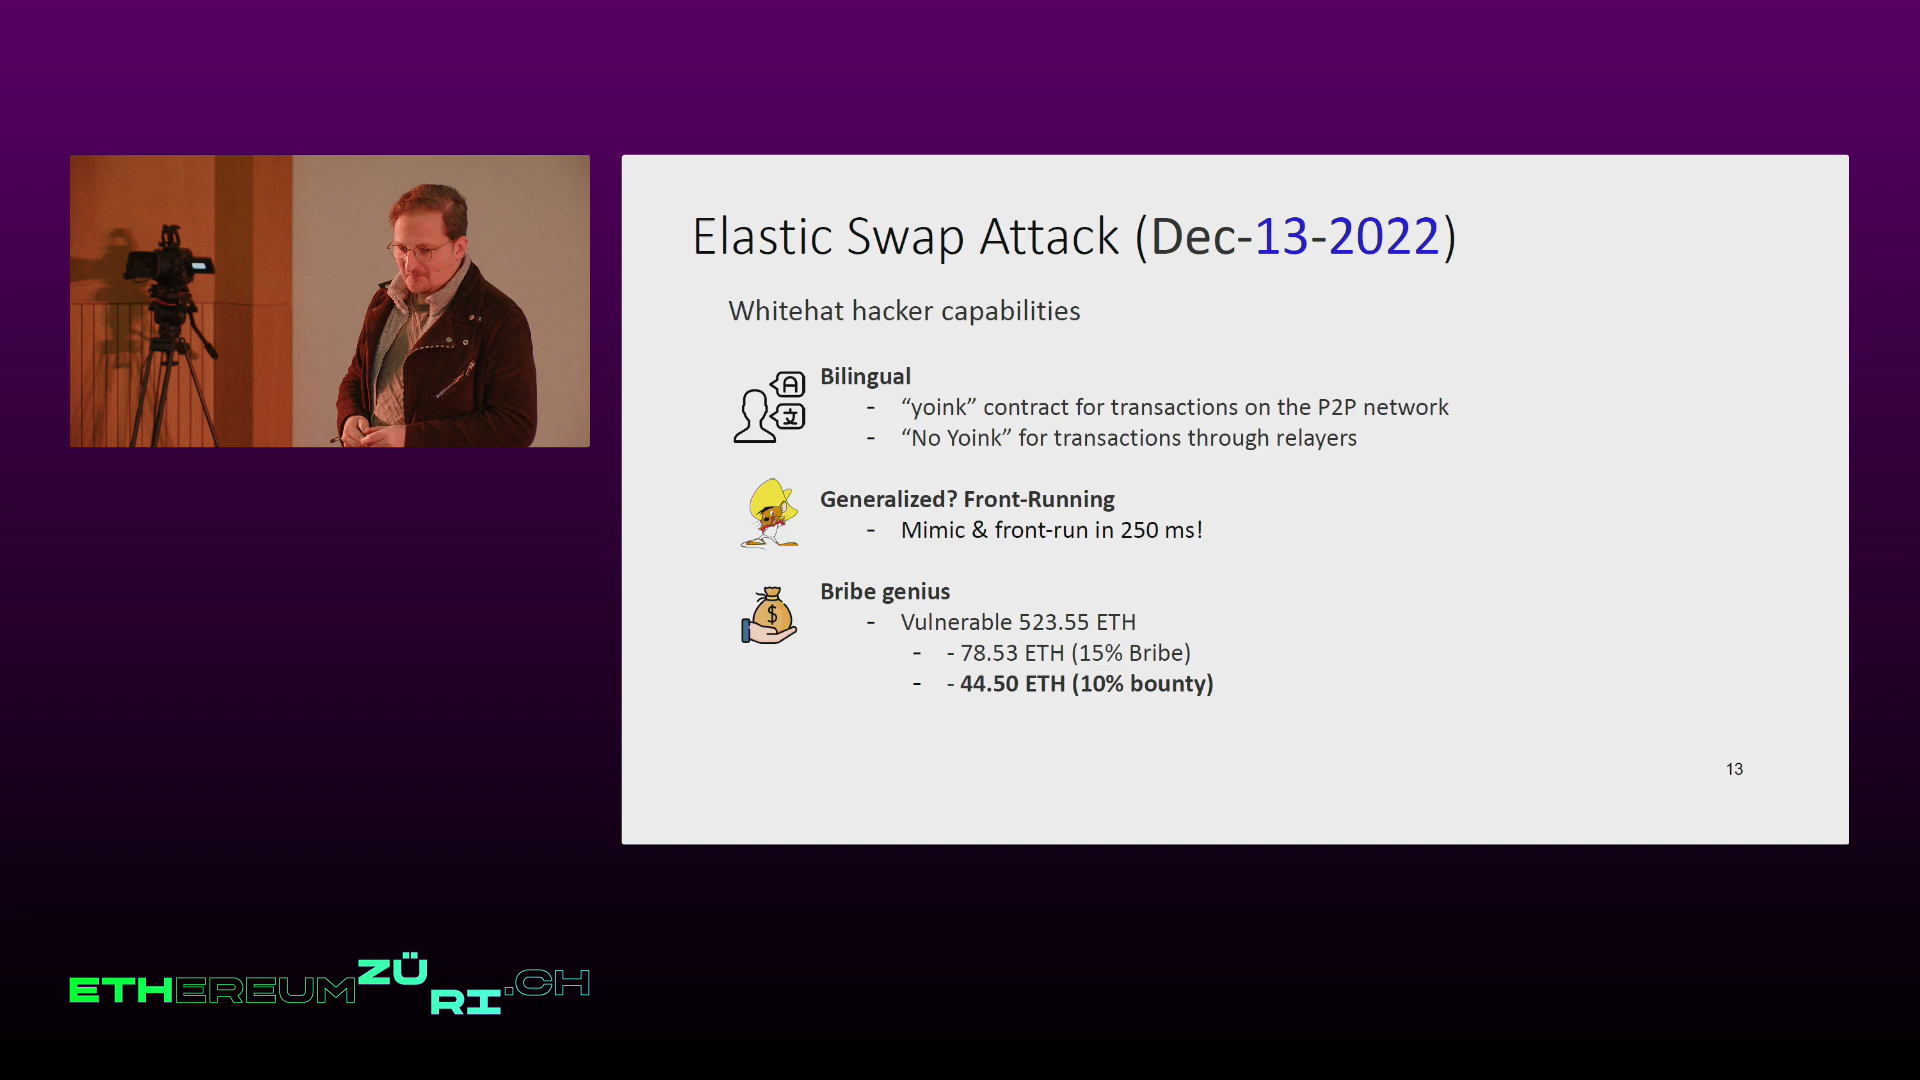 Elastic Swap Attack (Dec-13-2022)
Whitehat hacker capabilities
A
文
Bilingual
- “yoink” contract for transactions on the P2P network
- “No Yoink” for transactions through relayers
Generalized? Front-Running
- Mimic & front-run in 250 ms!
$
Bribe genius
- Vulnerable 523.55 ETH
- - 78.53 ETH (15% Bribe)
- - 44.50 ETH (10% bounty)
13
ETHEREUMZÜRI.CH